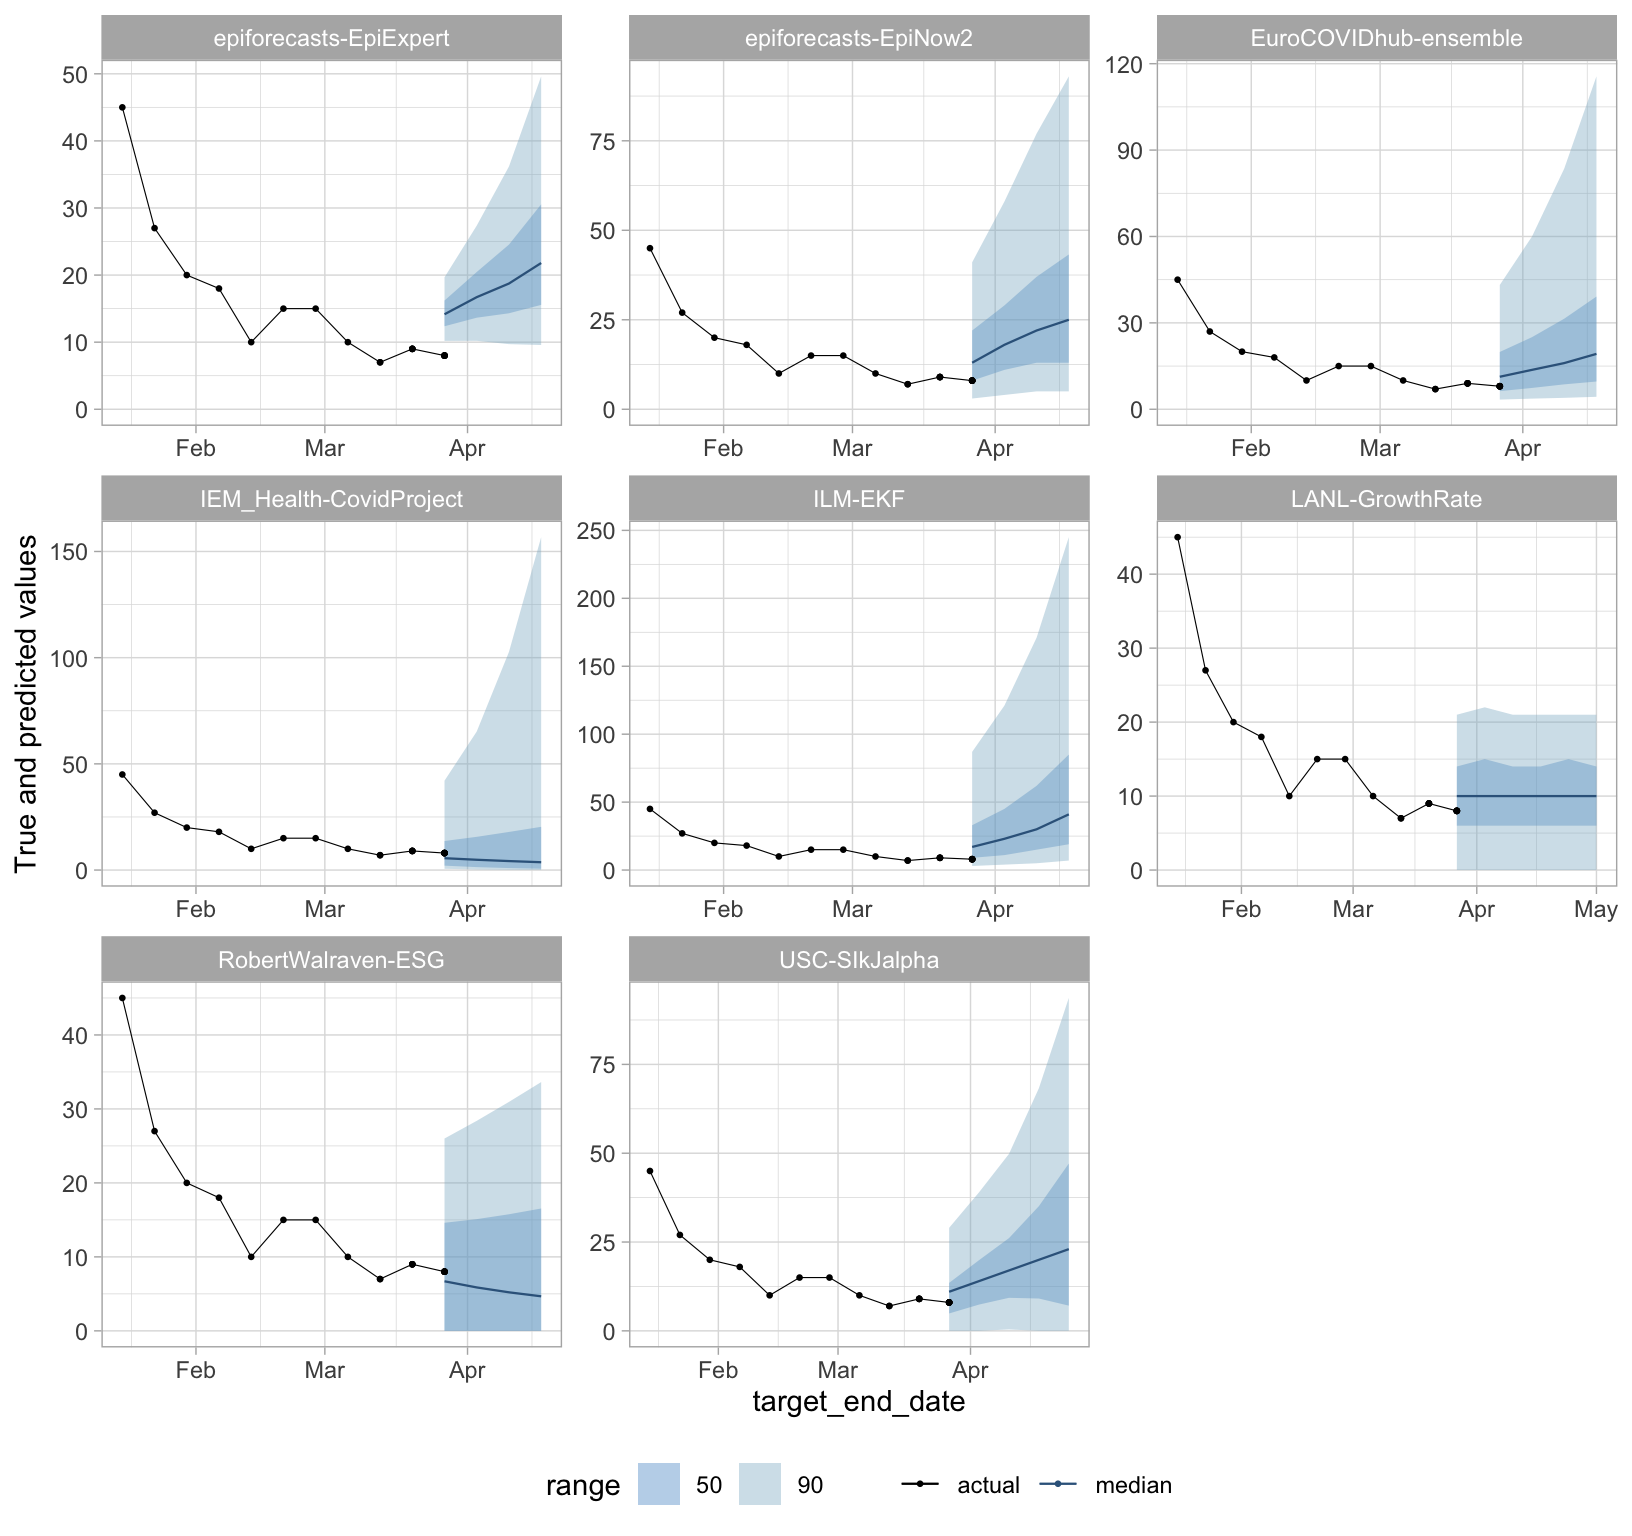 epiforecasts-EpiExpert
epiforecasts-EpiNow2
EuroCOVIDhub-ensemble
50
40
30
20
10
0
Feb Mar Apr
75
50
25
0
Feb Mar Apr
120
90
60
30
0
Feb Mar Apr
True and predicted values
IEM_Health-CovidProject
ILM-EKF
LANL-GrowthRate
150
100
50
0
Feb Mar Apr
250
200
150
100
50
0
Feb Mar Apr
40
30
20
10
0
Feb Mar Apr May
RobertWalraven-ESG
USC-SIkJalpha
40
30
20
10
0
Feb Mar Apr
75
50
25
0
Feb Mar Apr
target_end_date
range 50 90 actual median